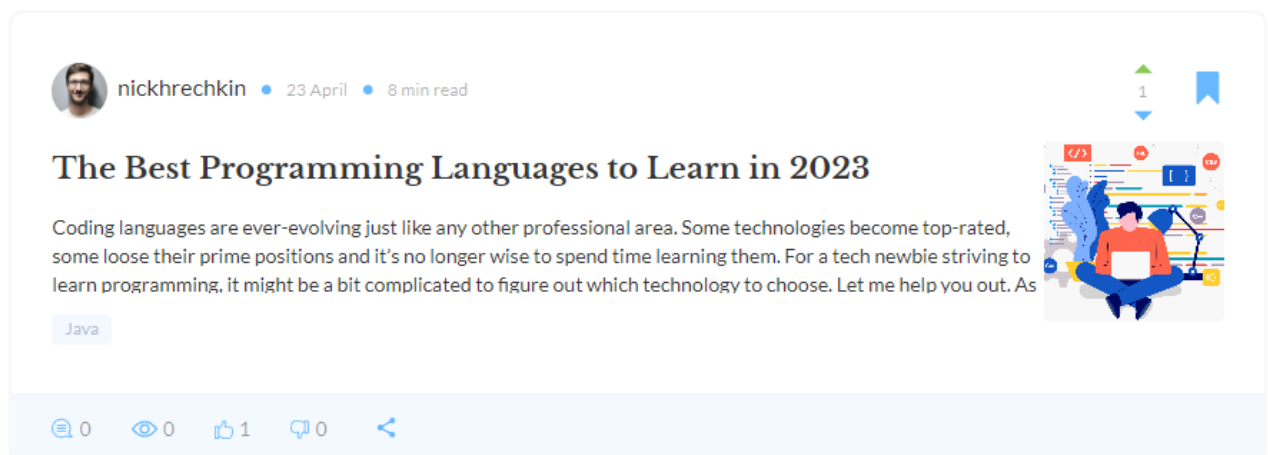 nickhrechkin 23 April 8 min read
1
The Best Programming Languages to Learn in 2023
Coding languages are ever-evolving just like any other professional area. Some technologies become top-rated,
some loose their prime positions and it's no longer wise to spend time learning them. For a tech newbie striving to
learn programming, it might be a bit complicated to figure out which technology to choose. Let me help you out. As
</>
[ ]
Java
0 0 1 0